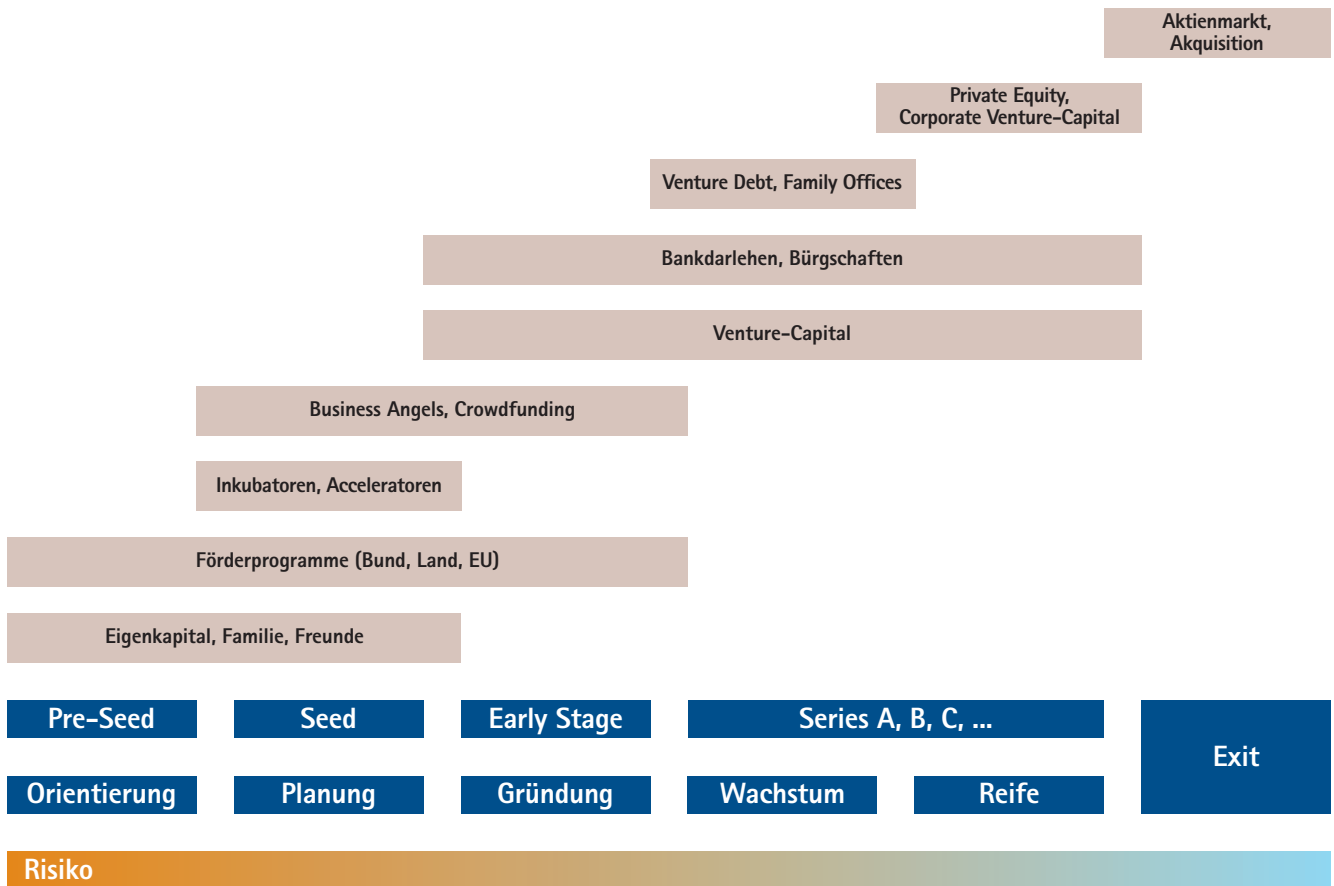 Aktienmarkt,
Akquisition
Private Equity,
Corporate Venture-Capital
Venture Debt, Family Offices
Bankdarlehen, Bürgschaften
Venture-Capital
Business Angels, Crowdfunding
Inkubatoren, Acceleratoren
Förderprogramme (Bund, Land, EU)
Eigenkapital, Familie, Freunde
Pre-Seed
Seed
Early Stage
Series A, B, C, ...
Exit
Orientierung
Planung
Gründung
Wachstum
Reife
Risiko